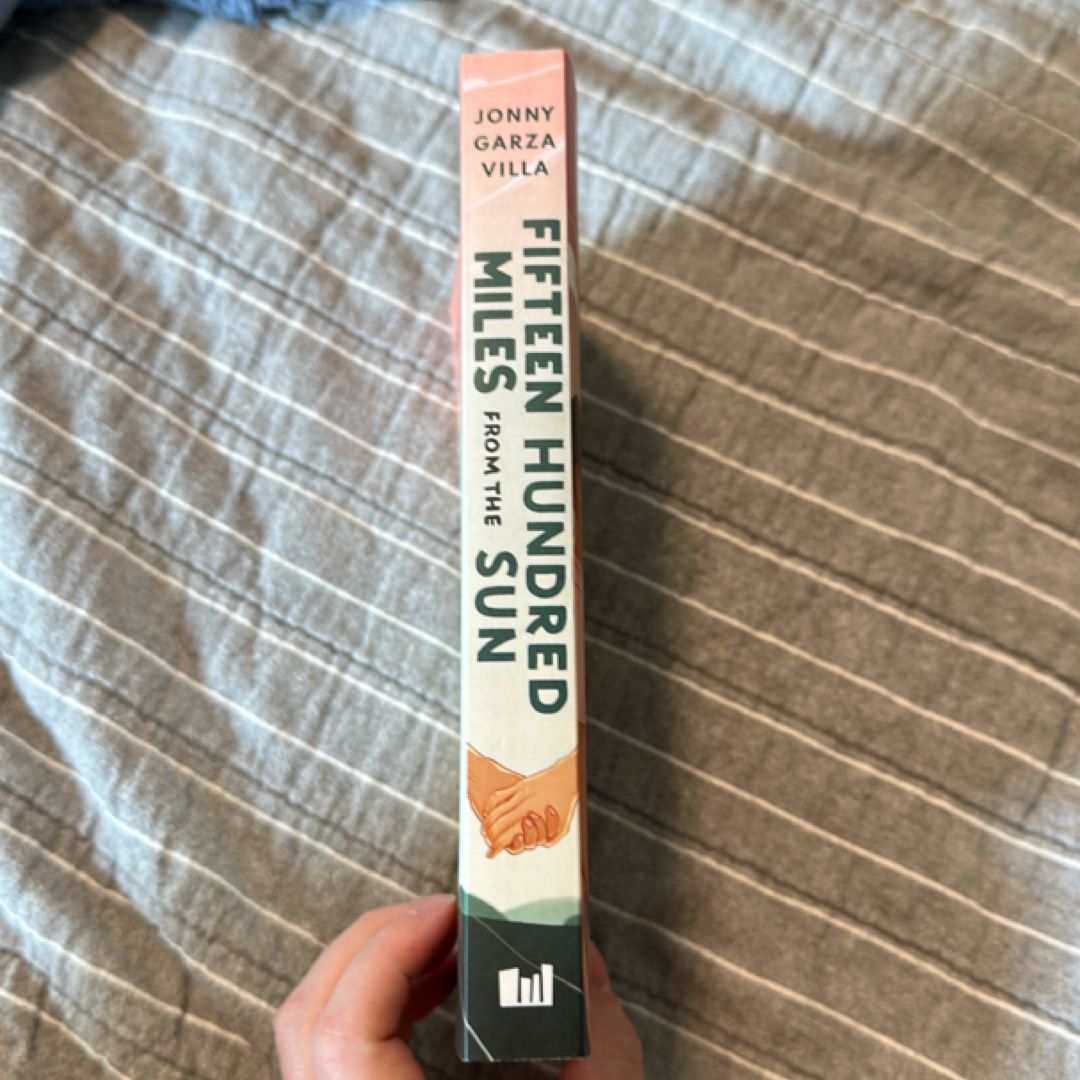 JONNY
GARZA
VILLA
FIFTEEN HUNDRED
MILES FROM THE SUN